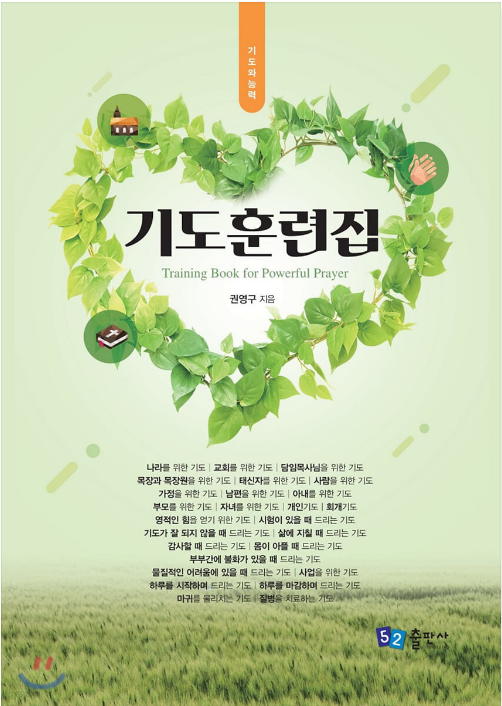 기도와능력
기도훈련집
Training Book for Powerful Prayer
권영구 지음
나라를 위한 기도 | 교회를 위한 기도 | 담임목사님을 위한 기도
목장과 목장원을 위한 기도 | 태신자를 위한 기도 | 사람을 위한 기도
가정을 위한 기도 | 남편을 위한 기도 | 아내를 위한 기도
부모를 위한 기도 | 자녀를 위한 기도 | 개인기도 | 회개기도
영적인 힘을 얻기 위한 기도 | 시험이 있을 때 드리는 기도
기도가 잘 되지 않을 때 드리는 기도 | 삶에 지칠 때 드리는 기도
감사할 때 드리는 기도 | 몸이 아플 때 드리는 기도
부부간에 불화가 있을 때 드리는 기도
물질적인 어려움에 있을 때 드리는 기도 | 사업을 위한 기도
하루를 시작하며 드리는 기도 | 하루를 마감하며 드리는 기도
마귀를 물리치는 기도 | 질병을 치료하는 기도
52 출판사